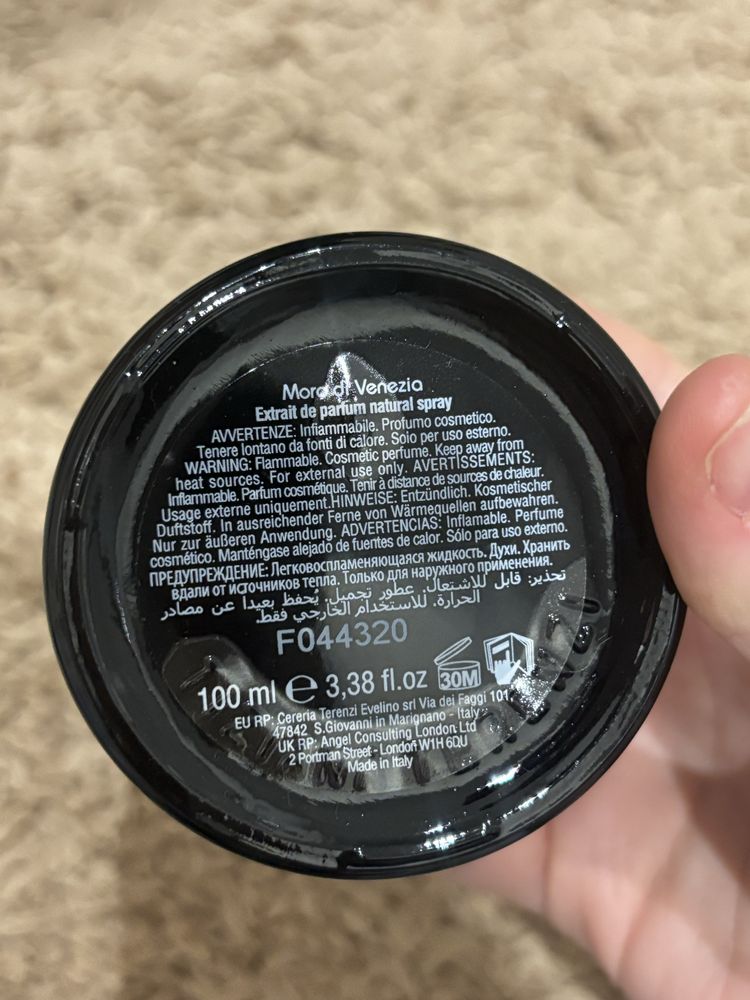 Moro di Venezia
Extrait de parfum natural spray
AVVERTENZE: Infiammabile. Profumo cosmetico.
Tenere lontano da fonti di calore. Solo per uso esterno.
WARNING: Flammable. Cosmetic perfume. Keep away from
heat sources. For external use only. AVERTISSEMENTS:
Inflammable. Parfum cosmétique. Tenir à distance de sources de chaleur.
Usage externe uniquement.HINWEISE: Entzündlich. Kosmetischer
Duftstoff. In ausreichender Ferne von Wärmequellen aufbewahren.
Nur zur äußeren Anwendung. ADVERTENCIAS: Inflamable. Perfume
cosmético. Manténgase alejado de fuentes de calor. Sólo para uso externo.
ПРЕДУПРЕЖДЕНИЕ: Легковоспламеняющаяся жидкость. Духи. Хранить
вдали от источников тепла. Только для наружного применения.
تحذير: قابل للاشتعال. عطور تجميل. يُحفظ بعيدا عن مصادر
الحرارة. للاستخدام الخارجي فقط.
F044320
100 ml e 3,38 fl.oz 30M
EU RP: Cereria Terenzi Evelino srl Via dei Faggi 101
47842 S.Giovanni in Marignano - Italy
UK RP: Angel Consulting London Ltd
2 Portman Street - London W1H 6DU
Made in Italy